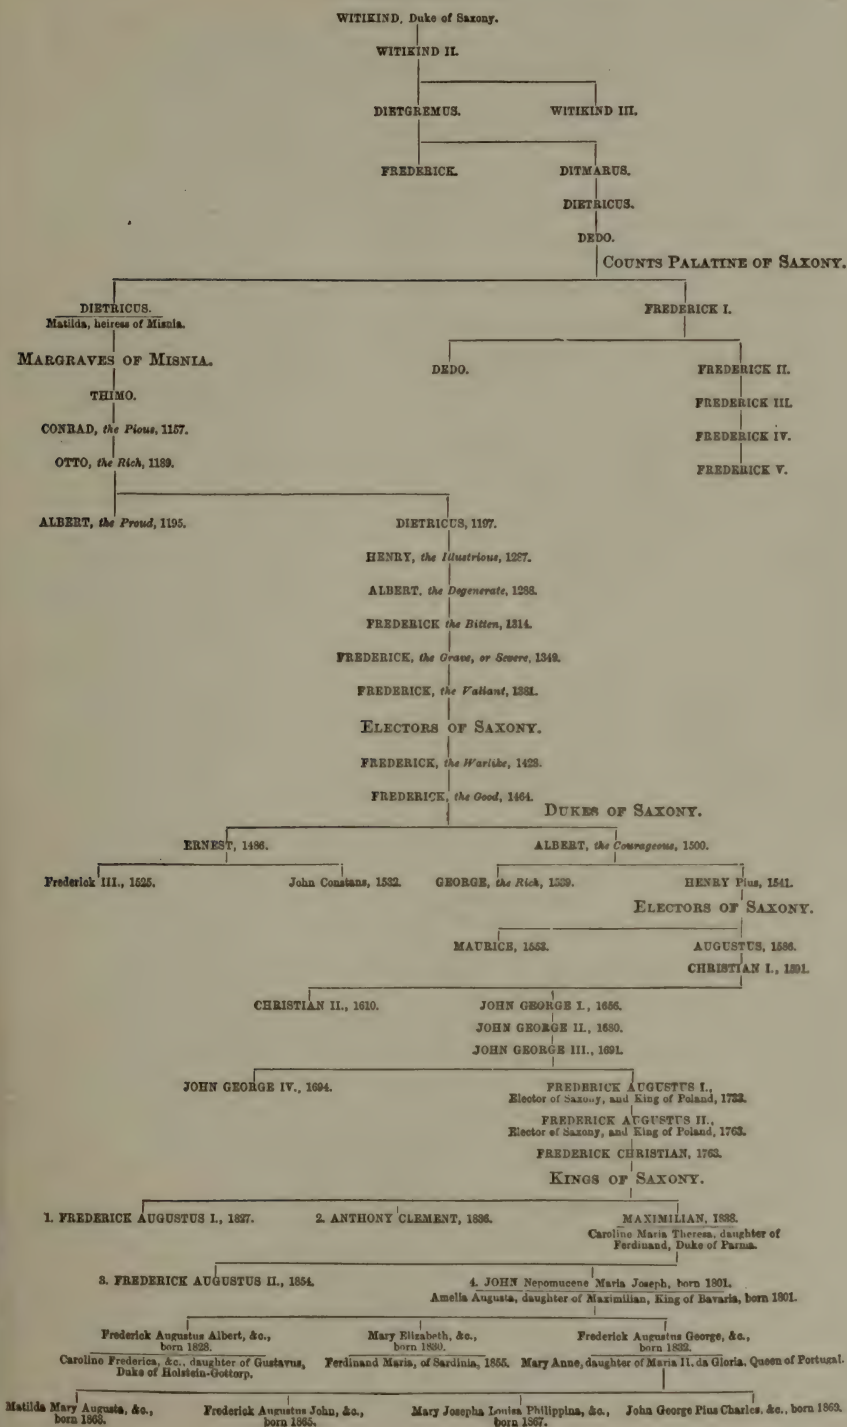 WITIKIND, Duke of Saxony.
WITIKIND II.
DIETGREMUS. WITIKIND III.
FREDERICK. DITMARUS.
DIETRICUS.
DEDO.
COUNTS PALATINE OF SAXONY.
DIETRICUS. FREDERICK I.
Matilda, heiress of Misnia.
MARGRAVES OF MISNIA. DEDO. FREDERICK II.
THIMO. FREDERICK III.
CONRAD, the Pious, 1157. FREDERICK IV.
OTTO, the Rich, 1189. FREDERICK V.
ALBERT, the Proud, 1195. DIETRICUS, 1197.
HENRY, the Illustrious, 1287.
ALBERT, the Degenerate, 1288.
FREDERICK the Bitten, 1314.
FREDERICK, the Grave, or Severe, 1349.
FREDERICK, the Valiant, 1381.
ELECTORS OF SAXONY.
FREDERICK, the Warlike, 1428.
FREDERICK, the Good, 1464.
DUKES OF SAXONY.
ERNEST, 1486. ALBERT, the Courageous, 1500.
Frederick III., 1525. John Constans, 1532. GEORGE, the Rich, 1539. HENRY Pius, 1541.
ELECTORS OF SAXONY.
MAURICE, 1553. AUGUSTUS, 1586.
CHRISTIAN I., 1591.
CHRISTIAN II., 1610. JOHN GEORGE I., 1656.
JOHN GEORGE II., 1680.
JOHN GEORGE III., 1691.
JOHN GEORGE IV., 1694. FREDERICK AUGUSTUS I.,
Elector of Saxony, and King of Poland, 1733.
FREDERICK AUGUSTUS II.,
Elector of Saxony, and King of Poland, 1763.
FREDERICK CHRISTIAN, 1763.
KINGS OF SAXONY.
1. FREDERICK AUGUSTUS I., 1827. 2. ANTHONY CLEMENT, 1836. MAXIMILIAN, 1838.
Caroline Maria Theresa, daughter of
Ferdinand, Duke of Parma.
3. FREDERICK AUGUSTUS II., 1854. 4. JOHN Nepomucene Maria Joseph, born 1801.
Amelia Augusta, daughter of Maximilian, King of Bavaria, born 1801.
Frederick Augustus Albert, &c., Mary Elizabeth, &c., Frederick Augustus George, &c.,
born 1828. born 1830. born 1832.
Caroline Frederica, &c., daughter of Gustavus, Ferdinand Maria, of Sardinia, 1855. Mary Anne, daughter of Maria II. da Gloria, Queen of Portugal.
Duke of Holstein-Gottorp.
Matilda Mary Augusta, &c., Frederick Augustus John, &c., Mary Josepha Louisa Philippina, &c., John George Pius Charles, &c., born 1869.
born 1863. born 1865. born 1867.